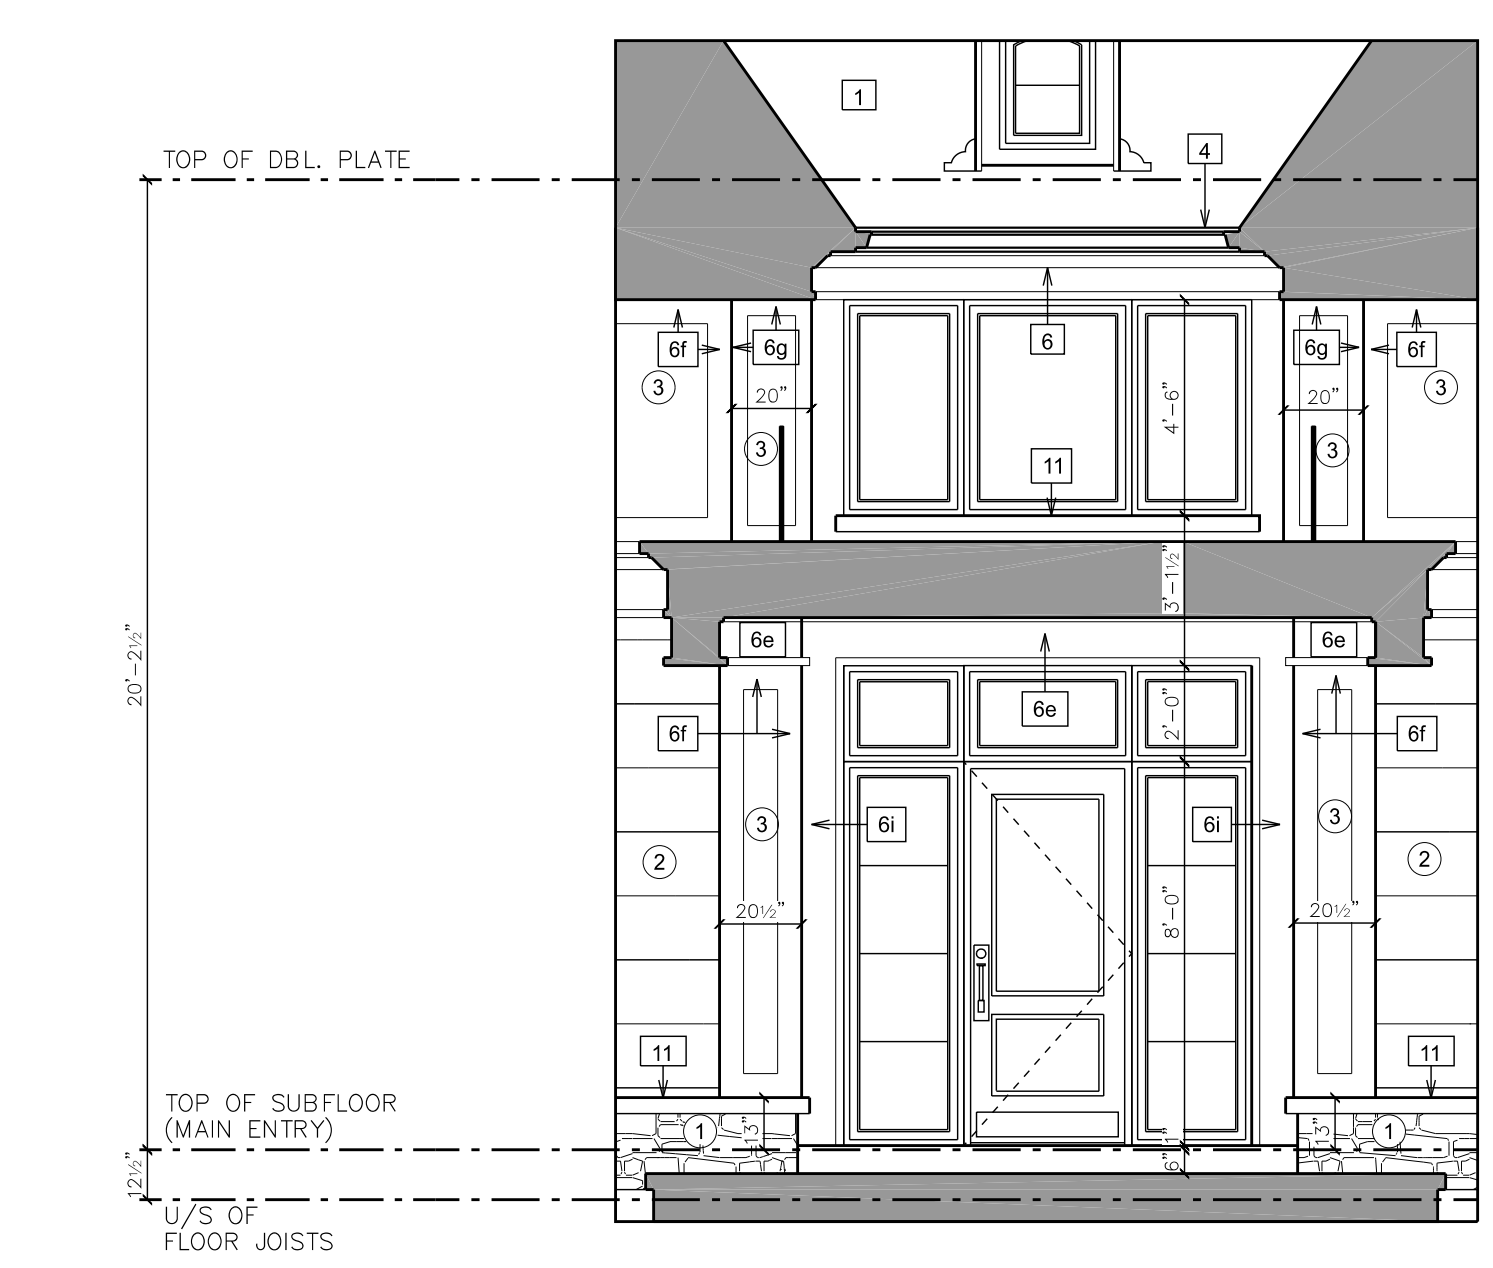 1
4
TOP OF DBL. PLATE
6f
6g
6
6g
6f
3
3
20”
4’–6”
20”
3
3
11
3’–1½”
6e
6e
20’–2½”
6f
6e
2’–0”
6f
3
6i
6i
3
2
2
20½”
8’–0”
20½”
11
11
TOP OF SUBFLOOR
(MAIN ENTRY)
1
13”
1”
13”
1
12½”
6”
U/S OF
FLOOR JOISTS